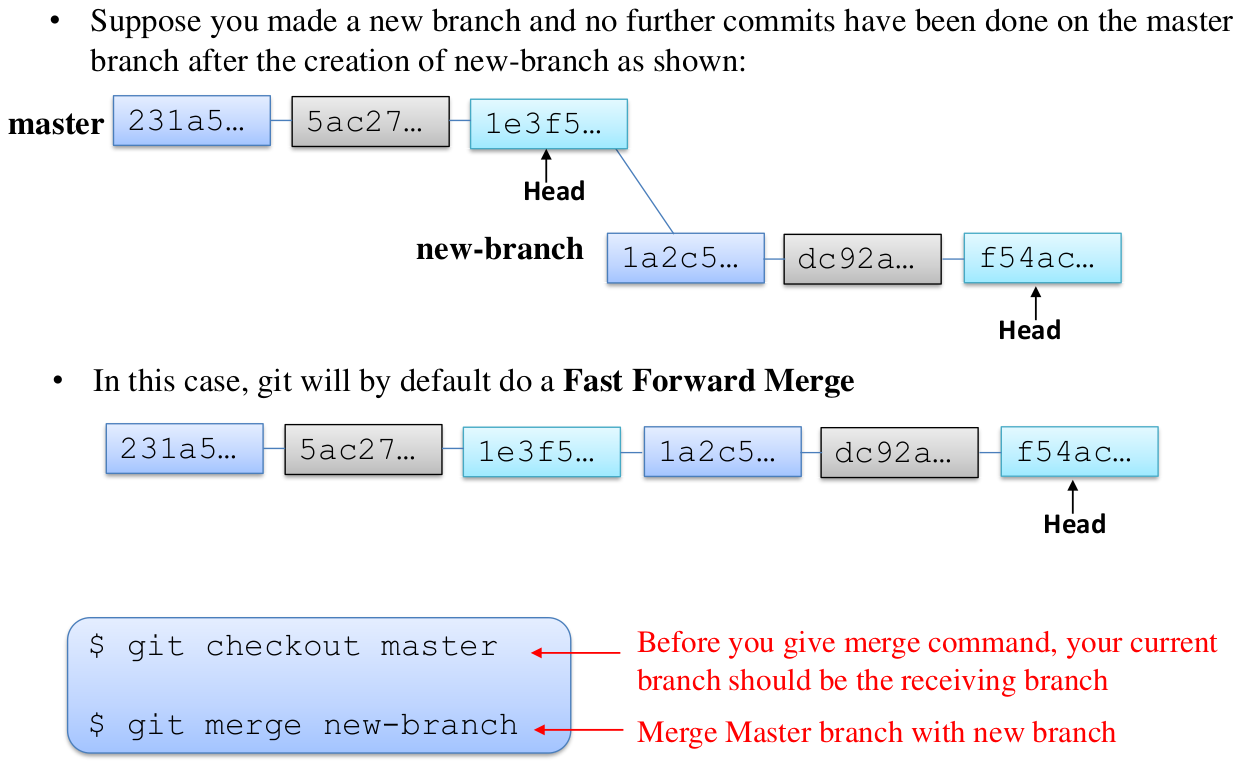 • Suppose you made a new branch and no further commits have been done on the master
branch after the creation of new-branch as shown:
master 231a5… 5ac27… 1e3f5…
Head
new-branch 1a2c5… dc92a… f54ac…
Head
• In this case, git will by default do a Fast Forward Merge
231a5… 5ac27… 1e3f5… 1a2c5… dc92a… f54ac…
Head
$ git checkout master
Before you give merge command, your current
branch should be the receiving branch
$ git merge new-branch
Merge Master branch with new branch